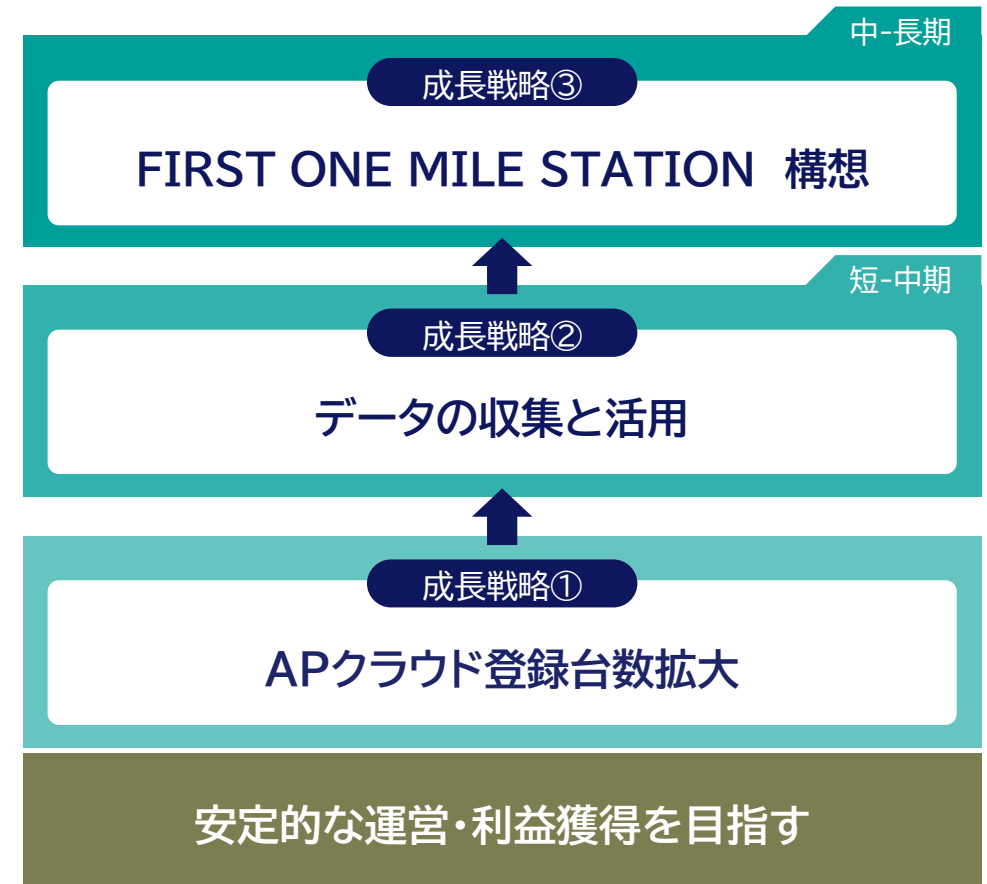 中-長期
成長戦略③
FIRST ONE MILE STATION 構想
短-中期
成長戦略②
データの収集と活用
成長戦略①
APクラウド登録台数拡大
安定的な運営・利益獲得を目指す